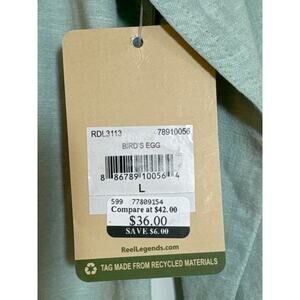 RDL3113 78910056
BIRD'S EGG
8 86789 10056 4
L
599 77809154
Compare at $42.00
$36.00
SAVE $6.00
ReelLegends.com
TAG MADE FROM RECYCLED MATERIALS